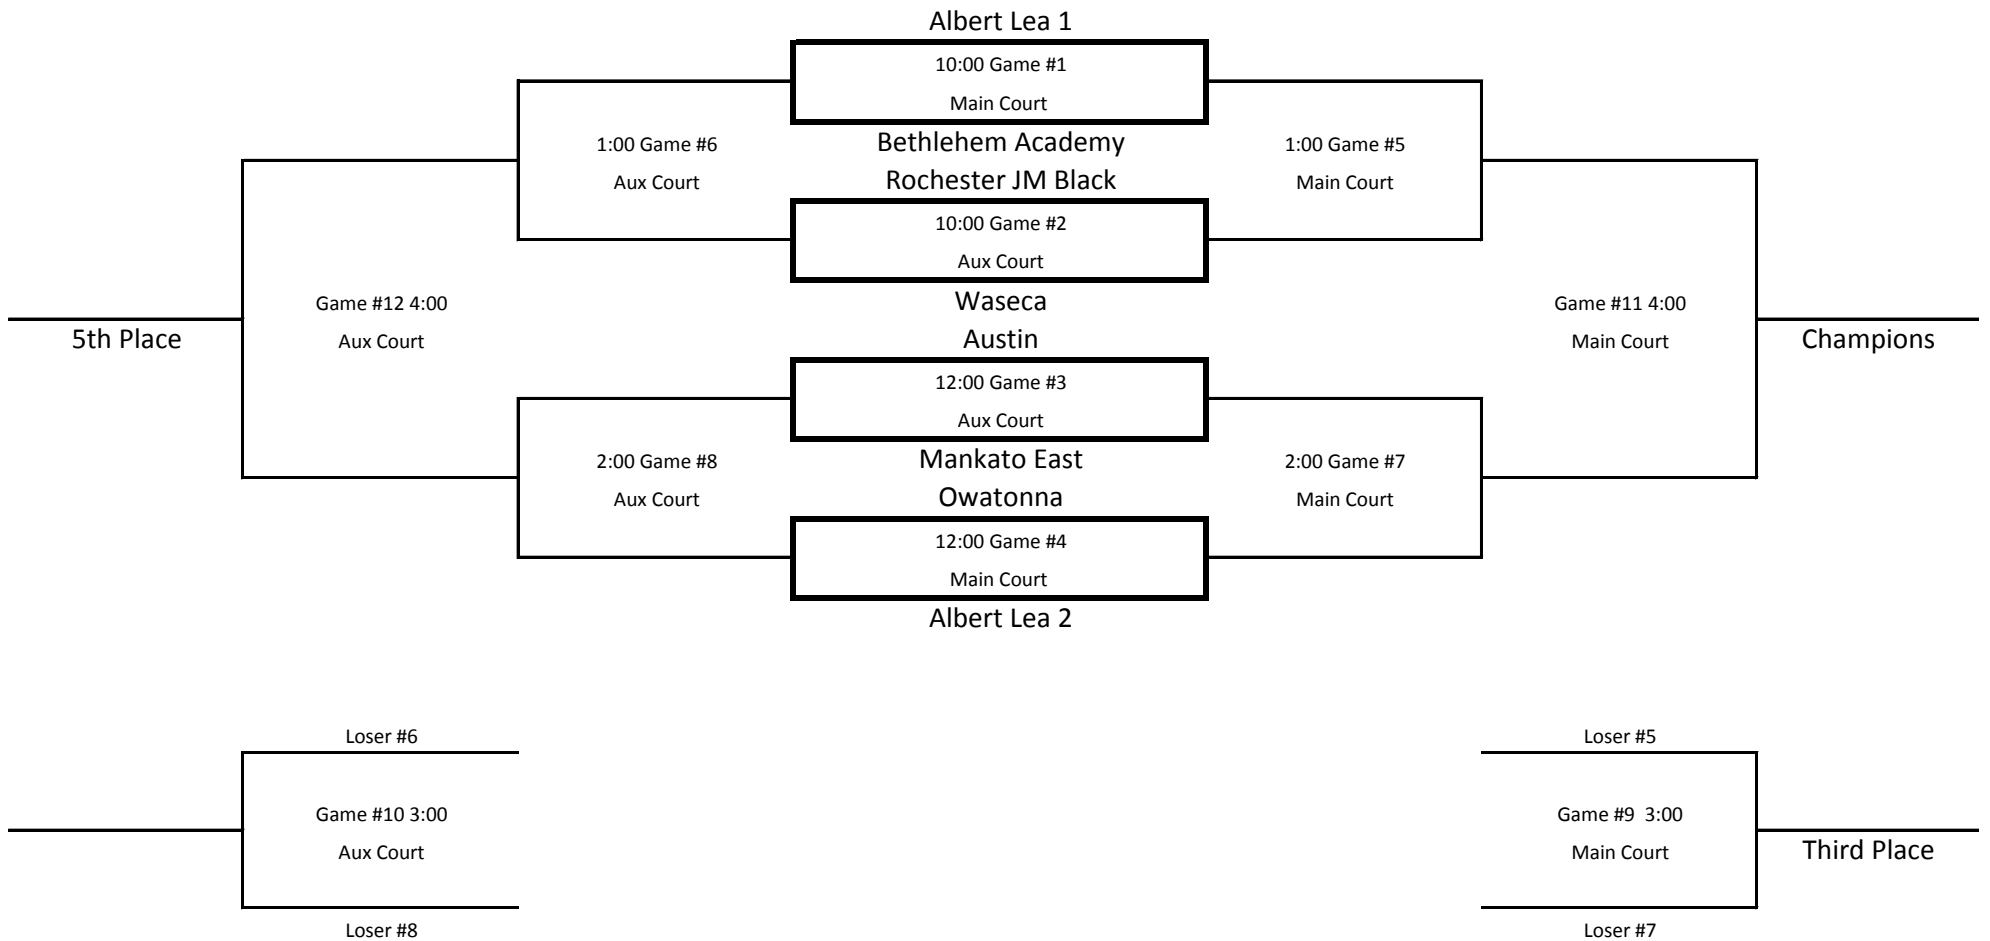 Albert Lea 1
10:00 Game #1
Main Court
1:00 Game #6
Aux Court
Bethlehem Academy
Rochester JM Black
1:00 Game #5
Main Court
10:00 Game #2
Aux Court
Game #12 4:00
Aux Court
5th Place
Waseca
Austin
Game #11 4:00
Main Court
Champions
12:00 Game #3
Aux Court
2:00 Game #8
Aux Court
Mankato East
Owatonna
2:00 Game #7
Main Court
12:00 Game #4
Main Court
Albert Lea 2
Loser #6
Game #10 3:00
Aux Court
Loser #8
Loser #5
Game #9 3:00
Main Court
Third Place
Loser #7